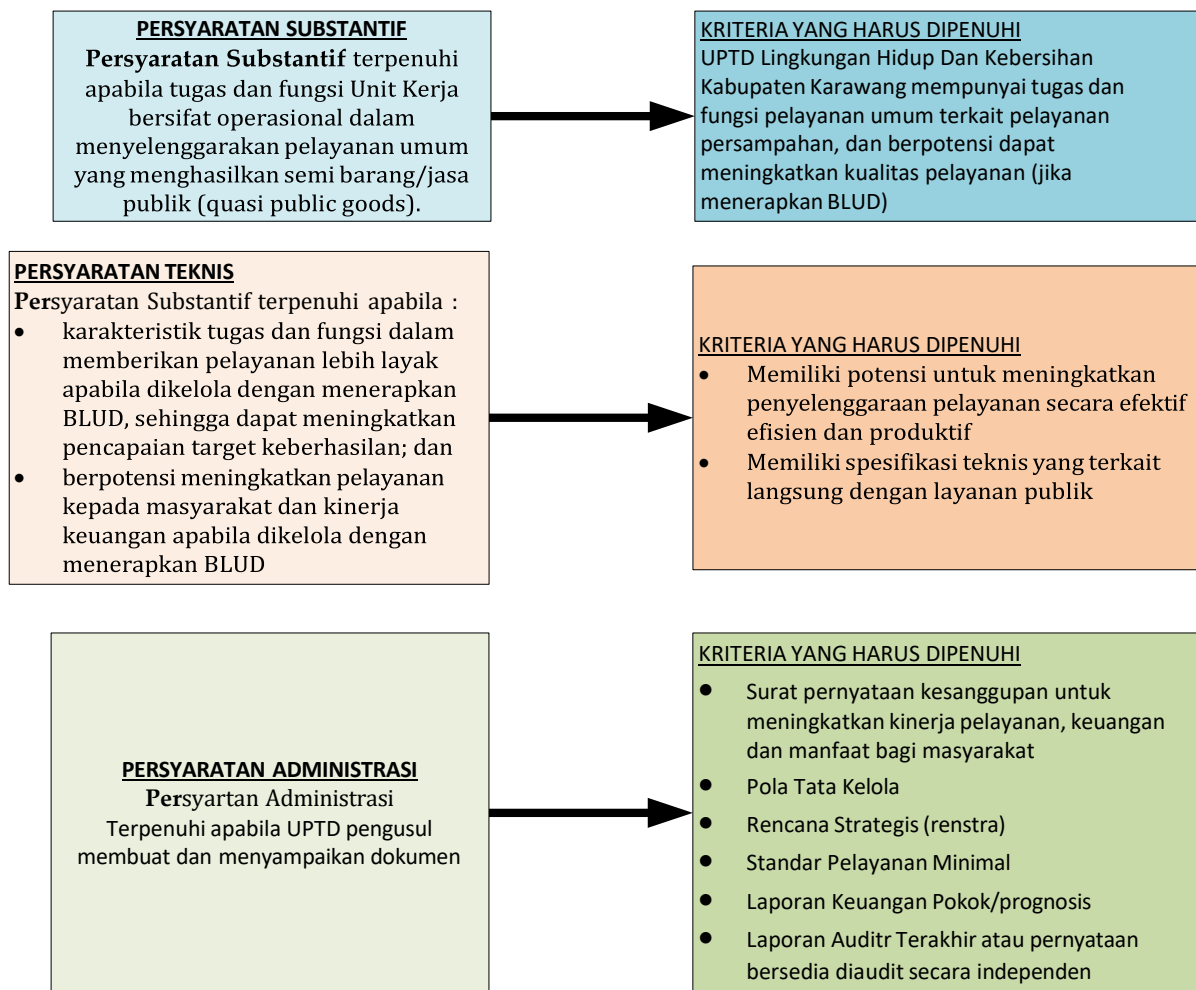 PERSYARATAN SUBSTANTIF
Persyaratan Substantif terpenuhi
apabila tugas dan fungsi Unit Kerja
bersifat operasional dalam
menyelenggarakan pelayanan umum
yang menghasilkan semi barang/jasa
publik (quasi public goods).
KRITERIA YANG HARUS DIPENUHI
UPTD Lingkungan Hidup Dan Kebersihan
Kabupaten Karawang mempunyai tugas dan
fungsi pelayanan umum terkait pelayanan
persampahan, dan berpotensi dapat
meningkatkan kualitas pelayanan (jika
menerapkan BLUD)
PERSYARATAN TEKNIS
Persyaratan Substantif terpenuhi apabila :
• karakteristik tugas dan fungsi dalam
memberikan pelayanan lebih layak
apabila dikelola dengan menerapkan
BLUD, sehingga dapat meningkatkan
pencapaian target keberhasilan; dan
• berpotensi meningkatkan pelayanan
kepada masyarakat dan kinerja
keuangan apabila dikelola dengan
menerapkan BLUD
KRITERIA YANG HARUS DIPENUHI
• Memiliki potensi untuk meningkatkan
penyelenggaraan pelayanan secara efektif
efisien dan produktif
• Memiliki spesifikasi teknis yang terkait
langsung dengan layanan publik
PERSYARATAN ADMINISTRASI
Persyartan Administrasi
Terpenuhi apabila UPTD pengusul
membuat dan menyampaikan dokumen
KRITERIA YANG HARUS DIPENUHI
• Surat pernyataan kesanggupan untuk
meningkatkan kinerja pelayanan, keuangan
dan manfaat bagi masyarakat
• Pola Tata Kelola
• Rencana Strategis (renstra)
• Standar Pelayanan Minimal
• Laporan Keuangan Pokok/prognosis
• Laporan Auditr Terakhir atau pernyataan
bersedia diaudit secara independen